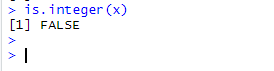 > is.integer(x)
[1] FALSE
>
>